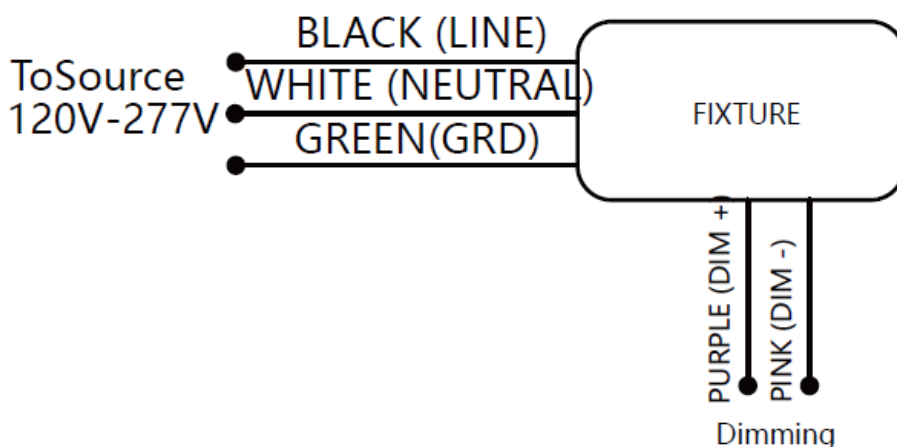 BLACK (LINE)
ToSource
120V-277V
WHITE (NEUTRAL)
GREEN(GRD)
FIXTURE
PURPLE (DIM +)
PINK (DIM -)
Dimming